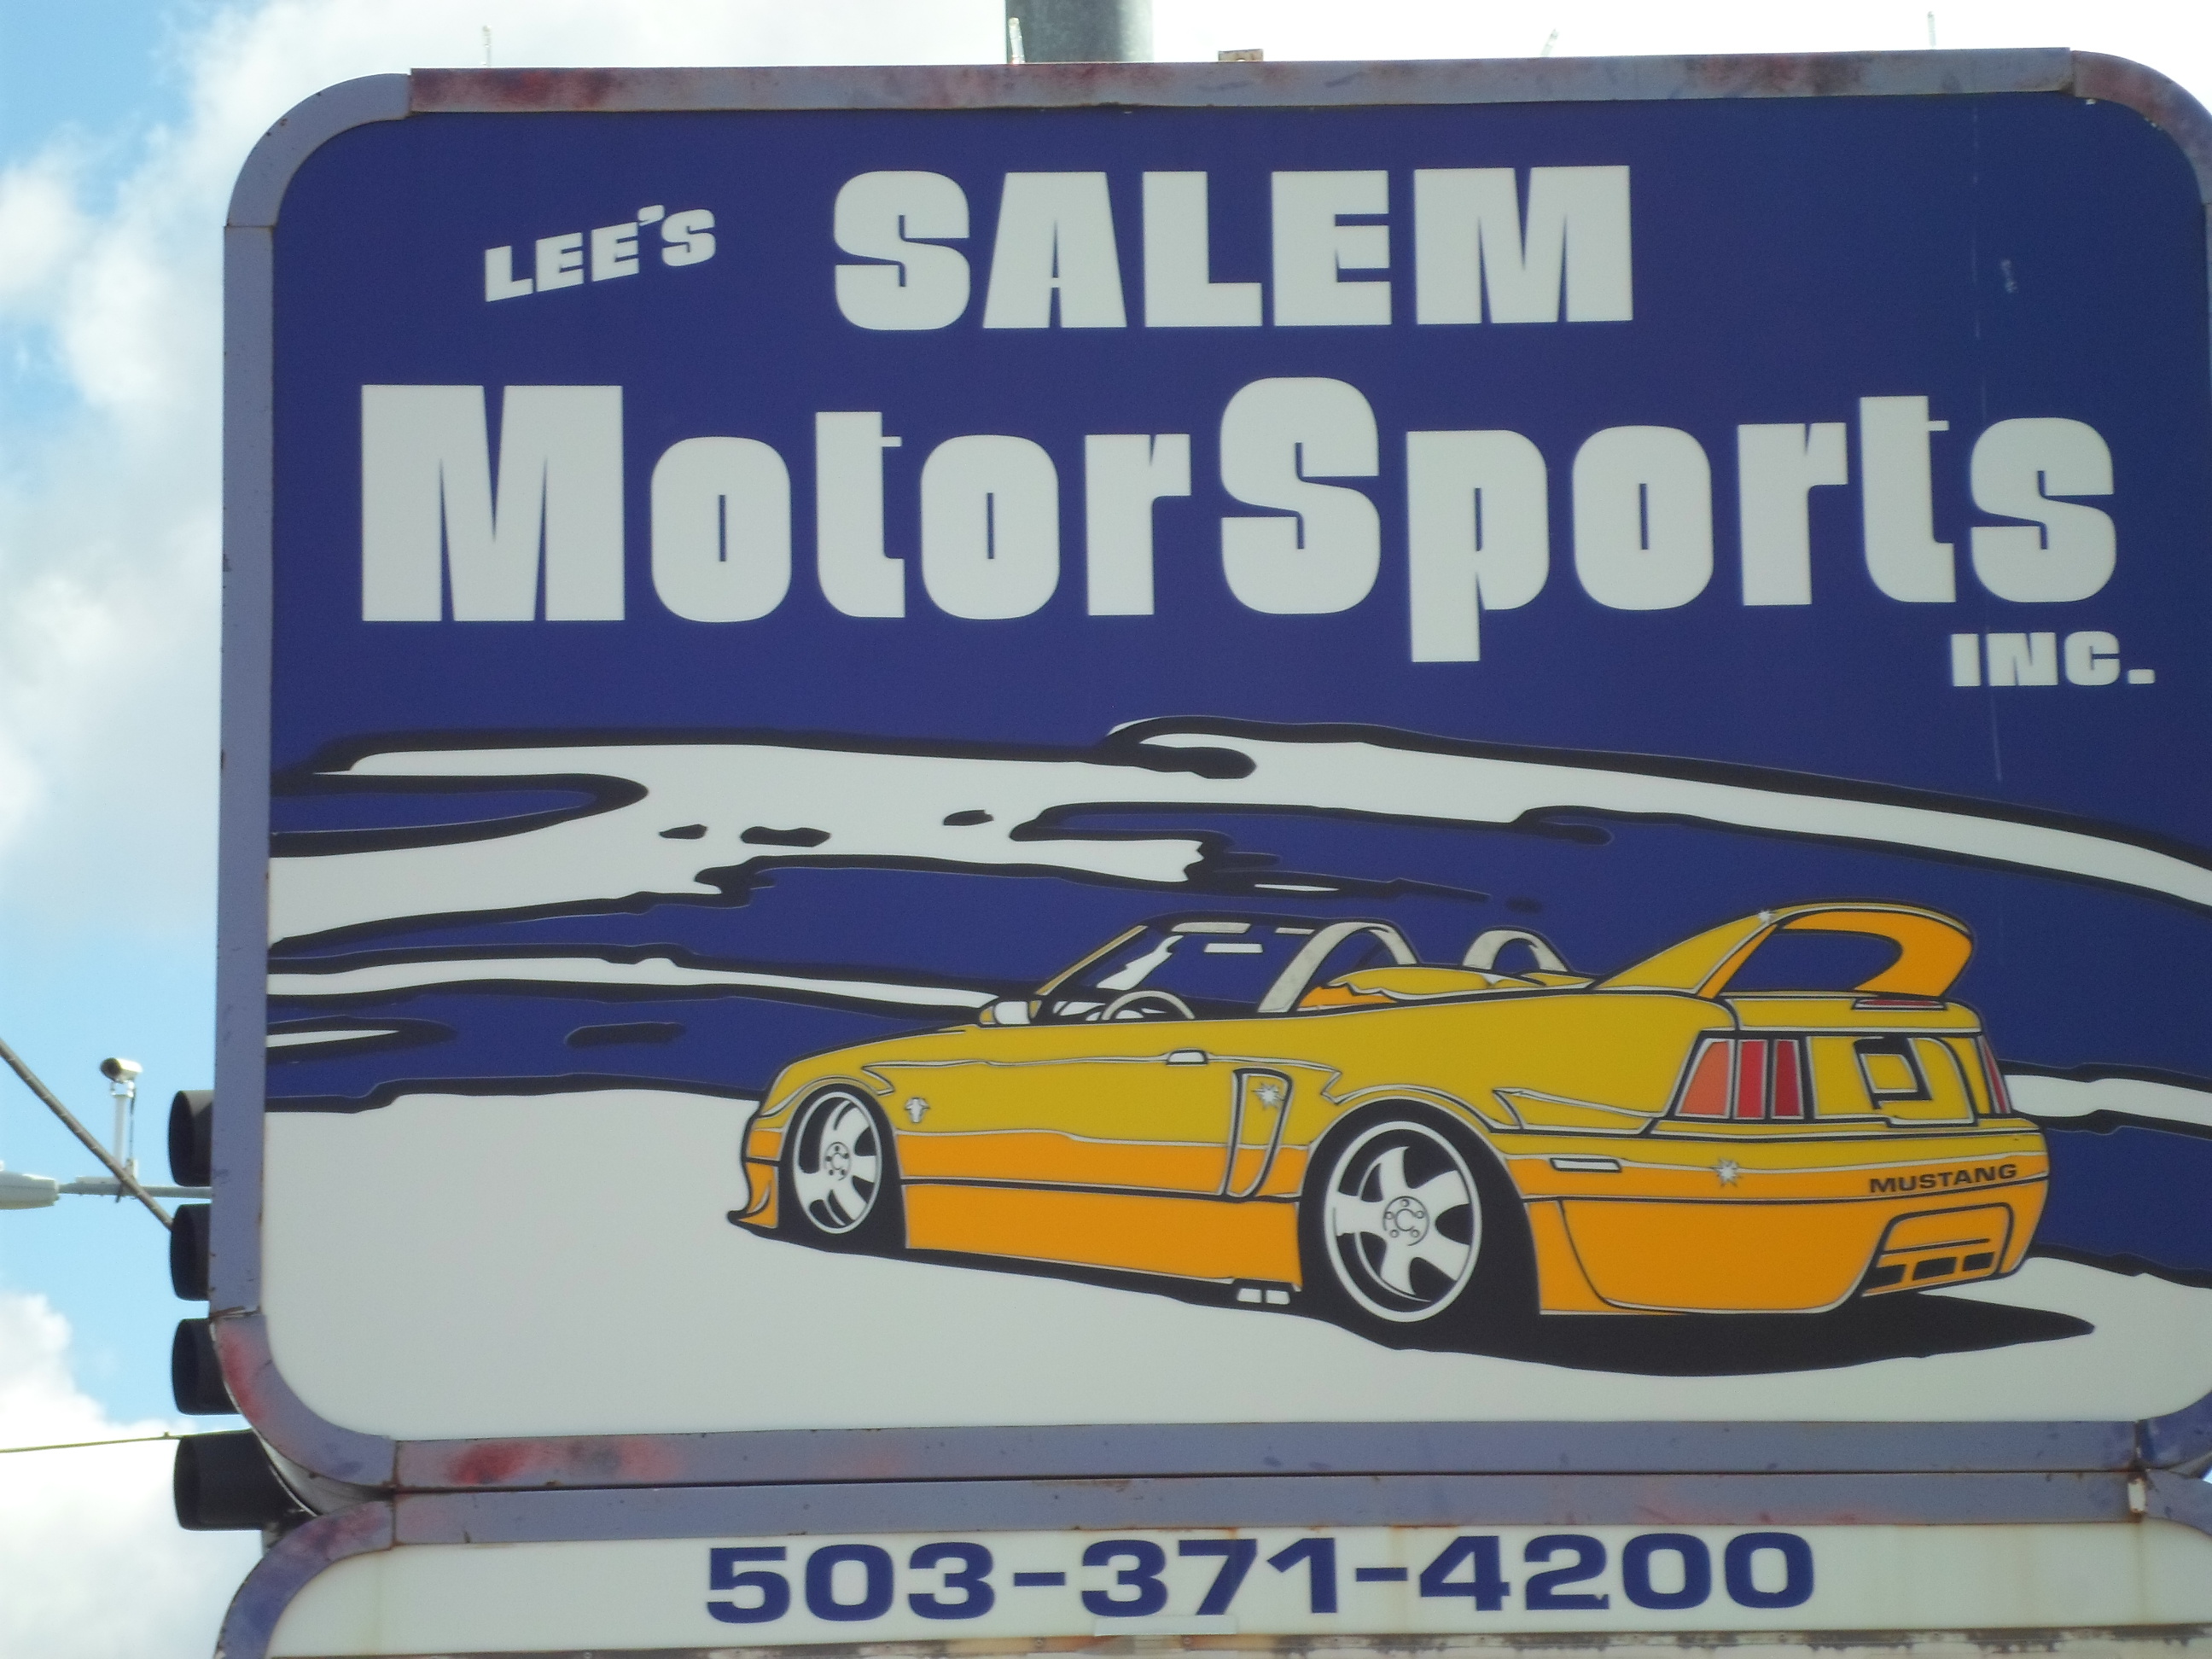 LEE'S SALEM
MotorSports
INC.
MUSTANG
503-371-4200